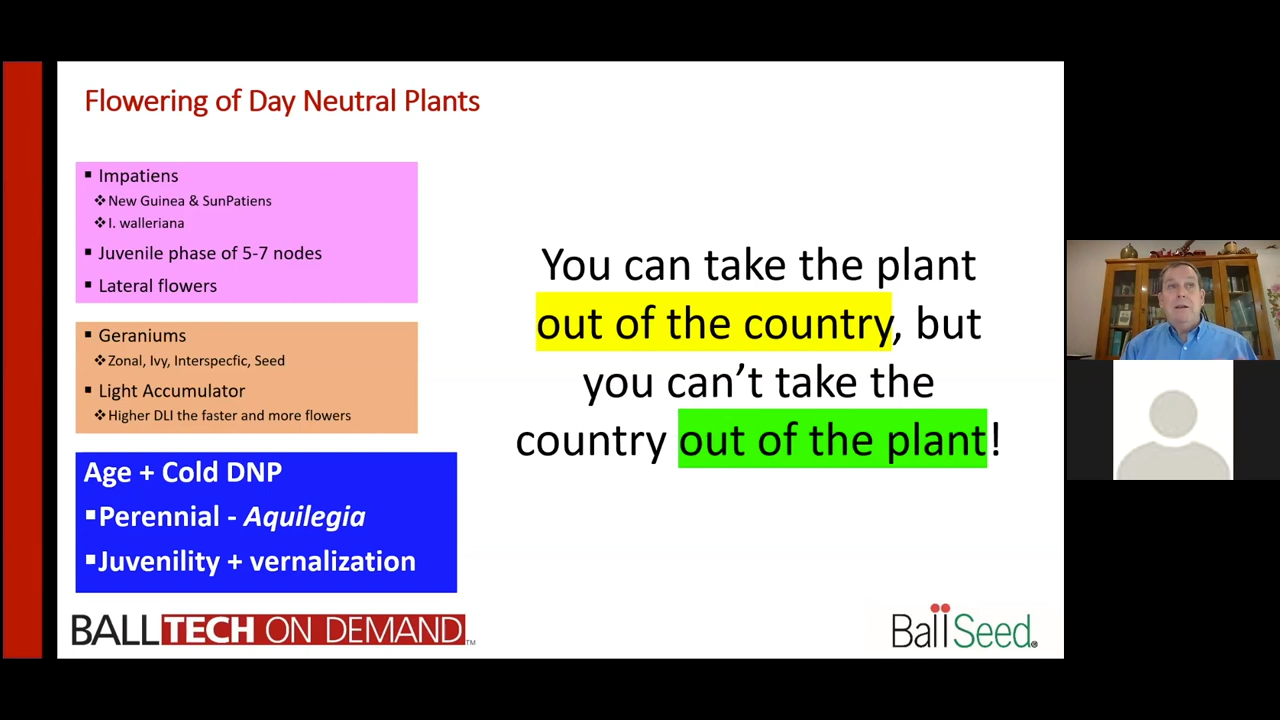 Flowering of Day Neutral Plants
▪ Impatiens
❖New Guinea & SunPatiens
❖I. walleriana
▪ Juvenile phase of 5-7 nodes
▪ Lateral flowers
▪ Geraniums
❖Zonal, Ivy, Interspecfic, Seed
▪ Light Accumulator
❖Higher DLI the faster and more flowers
Age + Cold DNP
▪Perennial - Aquilegia
▪Juvenility + vernalization
You can take the plant
out of the country, but
you can’t take the
country out of the plant!
BALLTECH ON DEMAND™
Ball Seed®